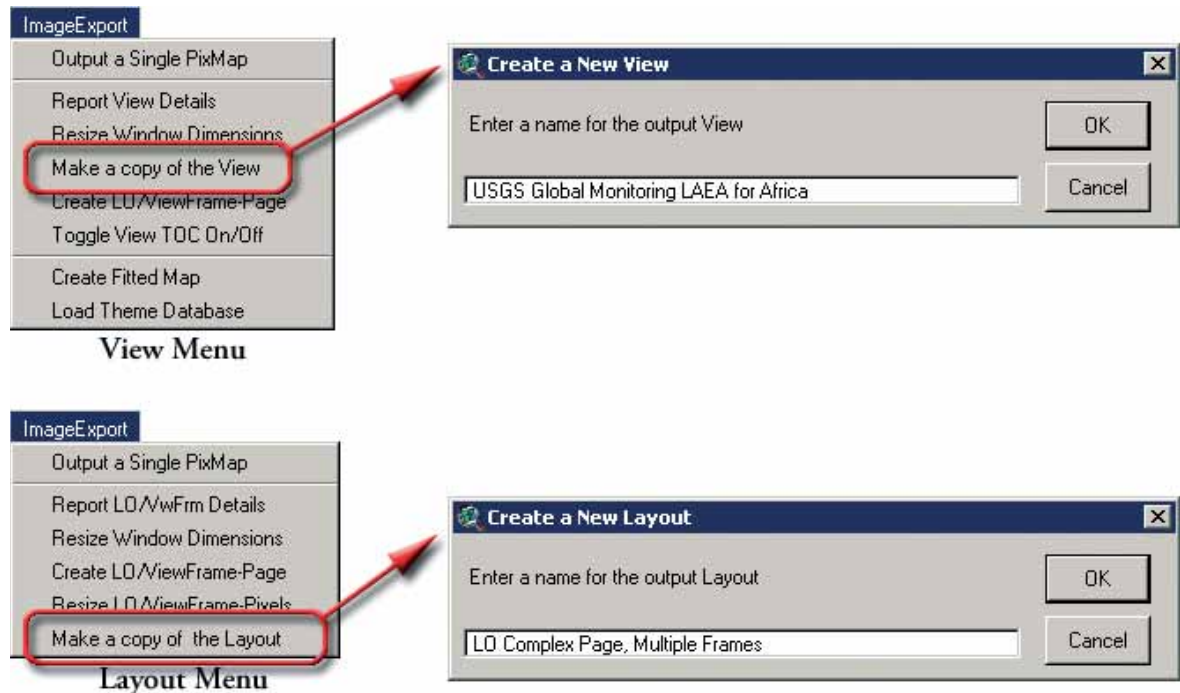 ImageExport
Output a Single PixMap
Report View Details
Resize Window Dimensions
Make a copy of the View
Create LO/ViewFrame-Page
Toggle View TOC On/Off
Create Fitted Map
Load Theme Database
View Menu
Create a New View
Enter a name for the output View
OK
USGS Global Monitoring LAEA for Africa
Cancel
ImageExport
Output a Single PixMap
Report LO/VwFrm Details
Resize Window Dimensions
Create LO/ViewFrame-Page
Resize LO/ViewFrame-Pixels
Make a copy of the Layout
Layout Menu
Create a New Layout
Enter a name for the output Layout
OK
LO Complex Page, Multiple Frames
Cancel